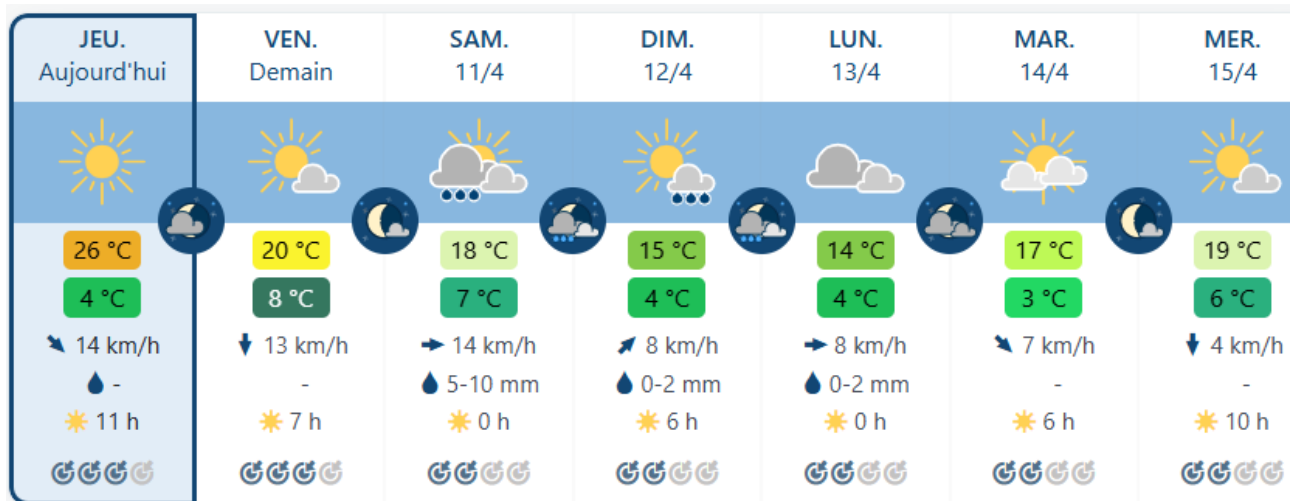 JEU. VEN. SAM. DIM. LUN. MAR. MER.
Aujourd'hui Demain 11/4 12/4 13/4 14/4 15/4
26 °C 20 °C 18 °C 15 °C 14 °C 17 °C 19 °C
4 °C 8 °C 7 °C 4 °C 4 °C 3 °C 6 °C
14 km/h 13 km/h 14 km/h 8 km/h 8 km/h 7 km/h 4 km/h
- - 5-10 mm 0-2 mm 0-2 mm - -
11 h 7 h 0 h 6 h 0 h 6 h 10 h